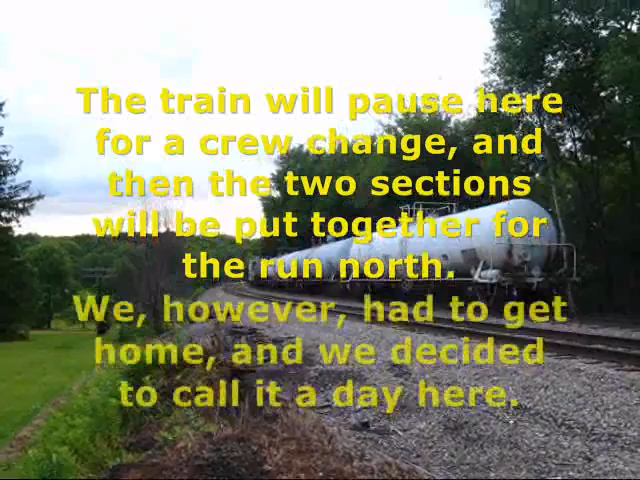 The train will pause here
for a crew change, and
then the two sections
will be put together for
the run north.
We, however, had to get
home, and we decided
to call it a day here.